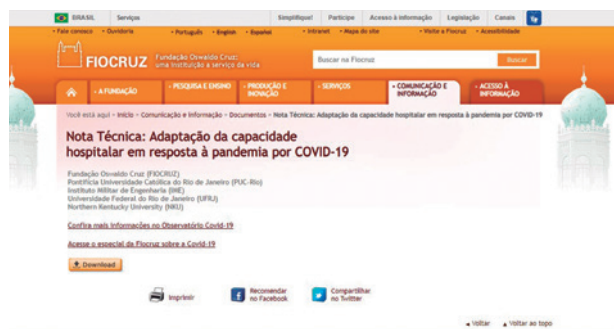 BRASIL Serviços Simplifique! Participe Acesso à informação Legislação Canais
• Fale conosco • Ouvidoria • Português • English • Español • Intranet • Mapa do site • Visite a Fiocruz • Acessibilidade
FIOCRUZ Fundação Oswaldo Cruz:
uma instituição a serviço da vida
Buscar na Fiocruz Buscar
• A FUNDAÇÃO • PESQUISA E ENSINO • PRODUÇÃO E INOVAÇÃO • SERVIÇOS • COMUNICAÇÃO E INFORMAÇÃO • ACESSO À INFORMAÇÃO
Você está aqui • Início • Comunicação e informação • Documentos • Nota Técnica: Adaptação da capacidade hospitalar em resposta à pandemia por COVID-19
Nota Técnica: Adaptação da capacidade
hospitalar em resposta à pandemia por COVID-19
Fundação Oswaldo Cruz (FIOCRUZ)
Pontifícia Universidade Católica do Rio de Janeiro (PUC-Rio)
Instituto Militar de Engenharia (IME)
Universidade Federal do Rio de Janeiro (UFRJ)
Northern Kentucky University (NKU)
Confira mais informações no Observatório Covid-19
Acesse o especial da Fiocruz sobre a Covid-19
Download
Imprimir Recomendar no Facebook Compartilhar no Twitter
Voltar Voltar ao topo